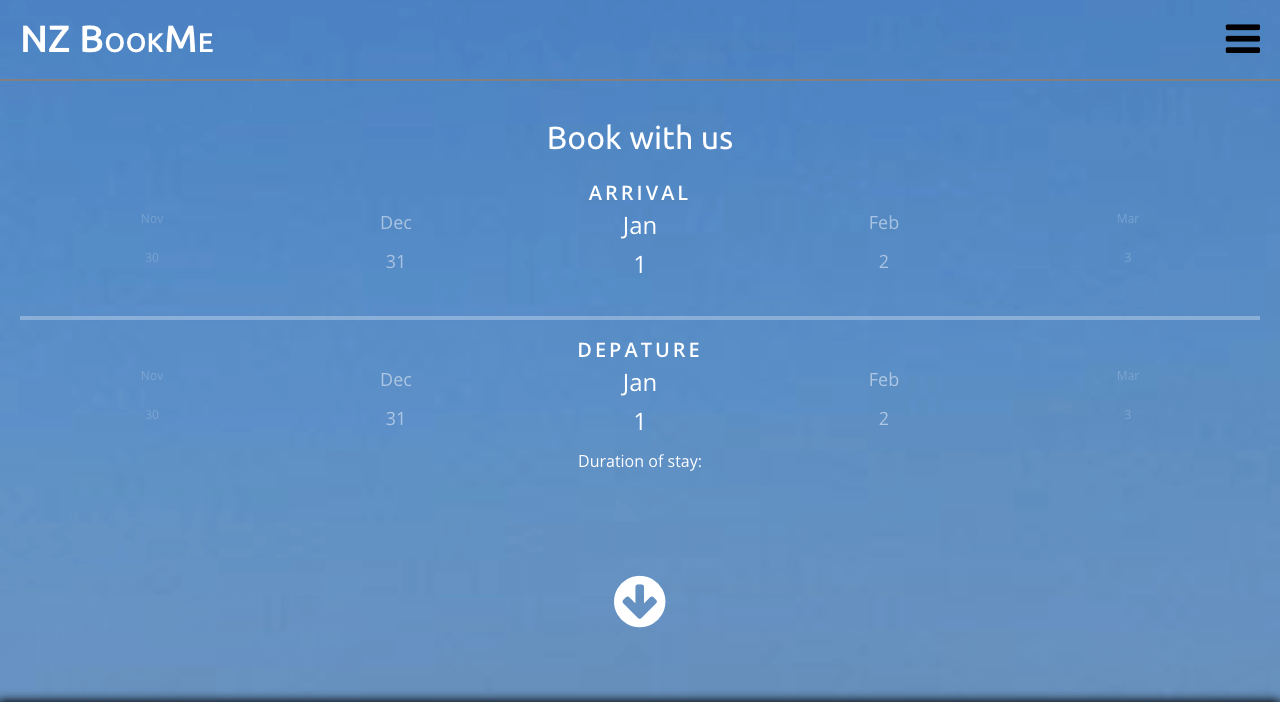 NZ BookMe
Book with us
ARRIVAL
Nov Dec Jan Feb Mar
30 31 1 2 3
DEPATURE
Nov Dec Jan Feb Mar
30 31 1 2 3
Duration of stay: